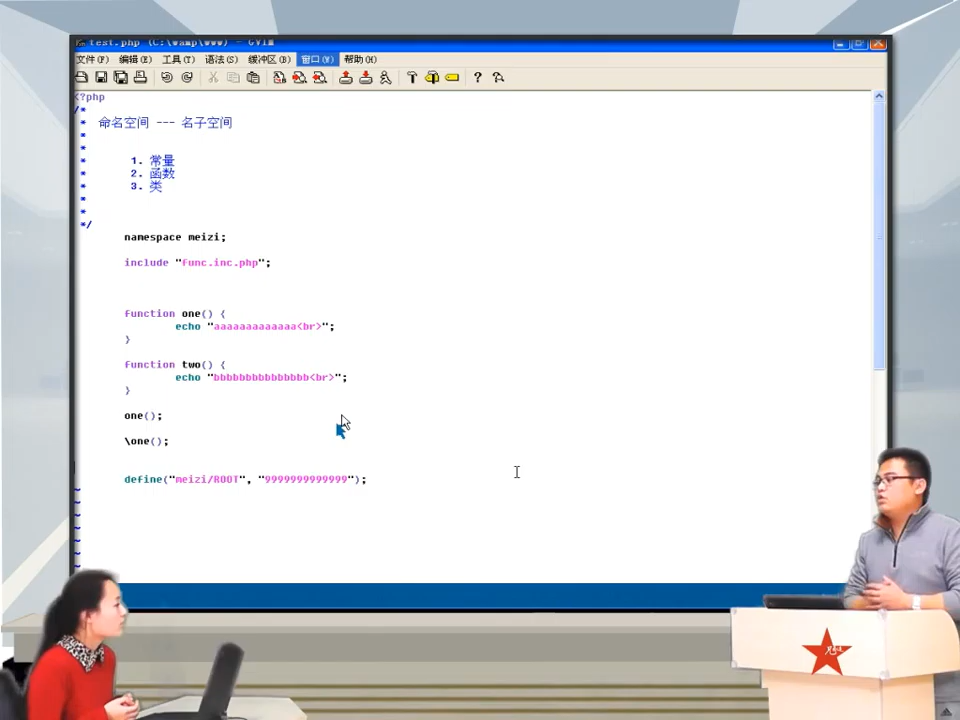 test.php (C:\wamp\www) - GVIM
文件(F) 编辑(E) 工具(T) 语法(S) 缓冲区(B) 窗口(W) 帮助(H)
<?php
/*
* 命名空间 --- 名子空间
*
*
* 1. 常量
* 2. 函数
* 3. 类
*
*
*/
namespace meizi;
include "func.inc.php";
function one() {
echo "aaaaaaaaaaaaa<br>";
}
function two() {
echo "bbbbbbbbbbbbbbb<br>";
}
one();
\one();
define("meizi/ROOT", "9999999999999");
~
~
~
~
~
~
~